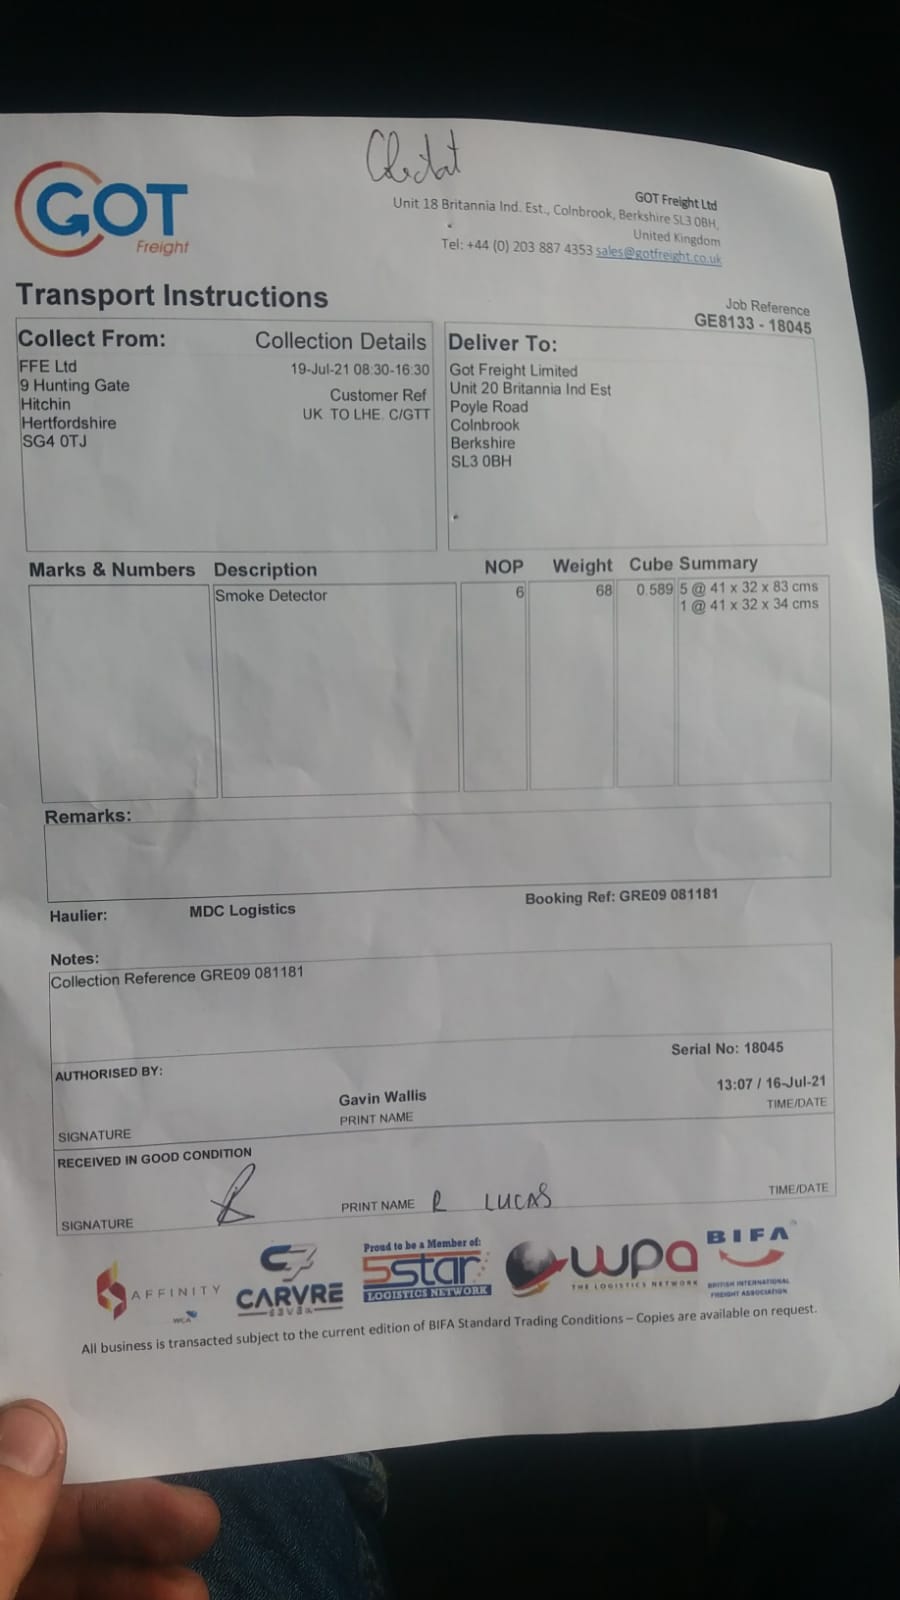 GOT
Freight
GOT Freight Ltd
Unit 18 Britannia Ind. Est., Colnbrook, Berkshire SL3 0BH,
United Kingdom
Tel: +44 (0) 203 887 4353 sales@gotfreight.co.uk
Transport Instructions
Job Reference
GE8133 - 18045
Collect From: Collection Details
FFE Ltd 19-Jul-21 08:30-16:30
9 Hunting Gate Customer Ref
Hitchin UK TO LHE. C/GTT
Hertfordshire
SG4 0TJ
Deliver To:
Got Freight Limited
Unit 20 Britannia Ind Est
Poyle Road
Colnbrook
Berkshire
SL3 0BH
Marks & Numbers Description NOP Weight Cube Summary
Smoke Detector 6 68 0.589 5 @ 41 x 32 x 83 cms
1 @ 41 x 32 x 34 cms
Remarks:
Haulier: MDC Logistics Booking Ref: GRE09 081181
Notes:
Collection Reference GRE09 081181
Serial No: 18045
AUTHORISED BY:
Gavin Wallis 13:07 / 16-Jul-21
SIGNATURE PRINT NAME TIME/DATE
RECEIVED IN GOOD CONDITION
SIGNATURE PRINT NAME R LUCAS TIME/DATE
AFFINITY
WCA
CARVRE
Proud to be a Member of:
5star
LOGISTICS NETWORK
wpa
THE LOGISTICS NETWORK
BIFA
BRITISH INTERNATIONAL
FREIGHT ASSOCIATION
All business is transacted subject to the current edition of BIFA Standard Trading Conditions – Copies are available on request.